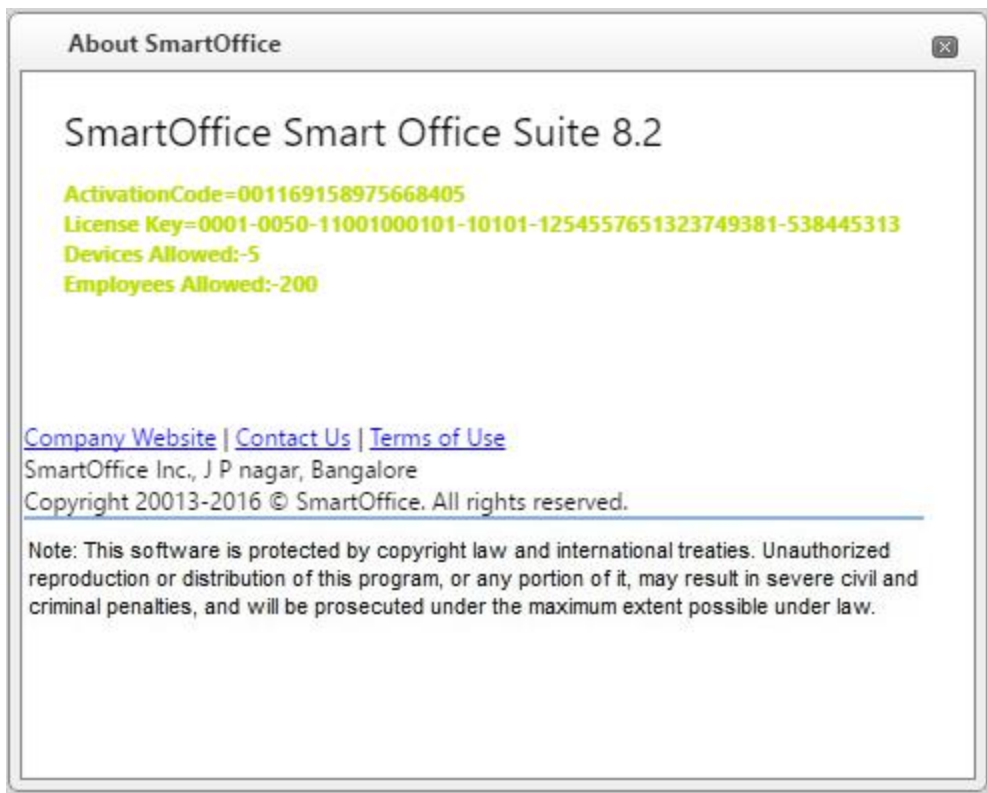 About SmartOffice
SmartOffice Smart Office Suite 8.2
ActivationCode=001169158975668405
License Key=0001-0050-11001000101-10101-1254557651323749381-538445313
Devices Allowed:-5
Employees Allowed:-200
Company Website | Contact Us | Terms of Use
SmartOffice Inc., J P nagar, Bangalore
Copyright 20013-2016 © SmartOffice. All rights reserved.
Note: This software is protected by copyright law and international treaties. Unauthorized
reproduction or distribution of this program, or any portion of it, may result in severe civil and
criminal penalties, and will be prosecuted under the maximum extent possible under law.